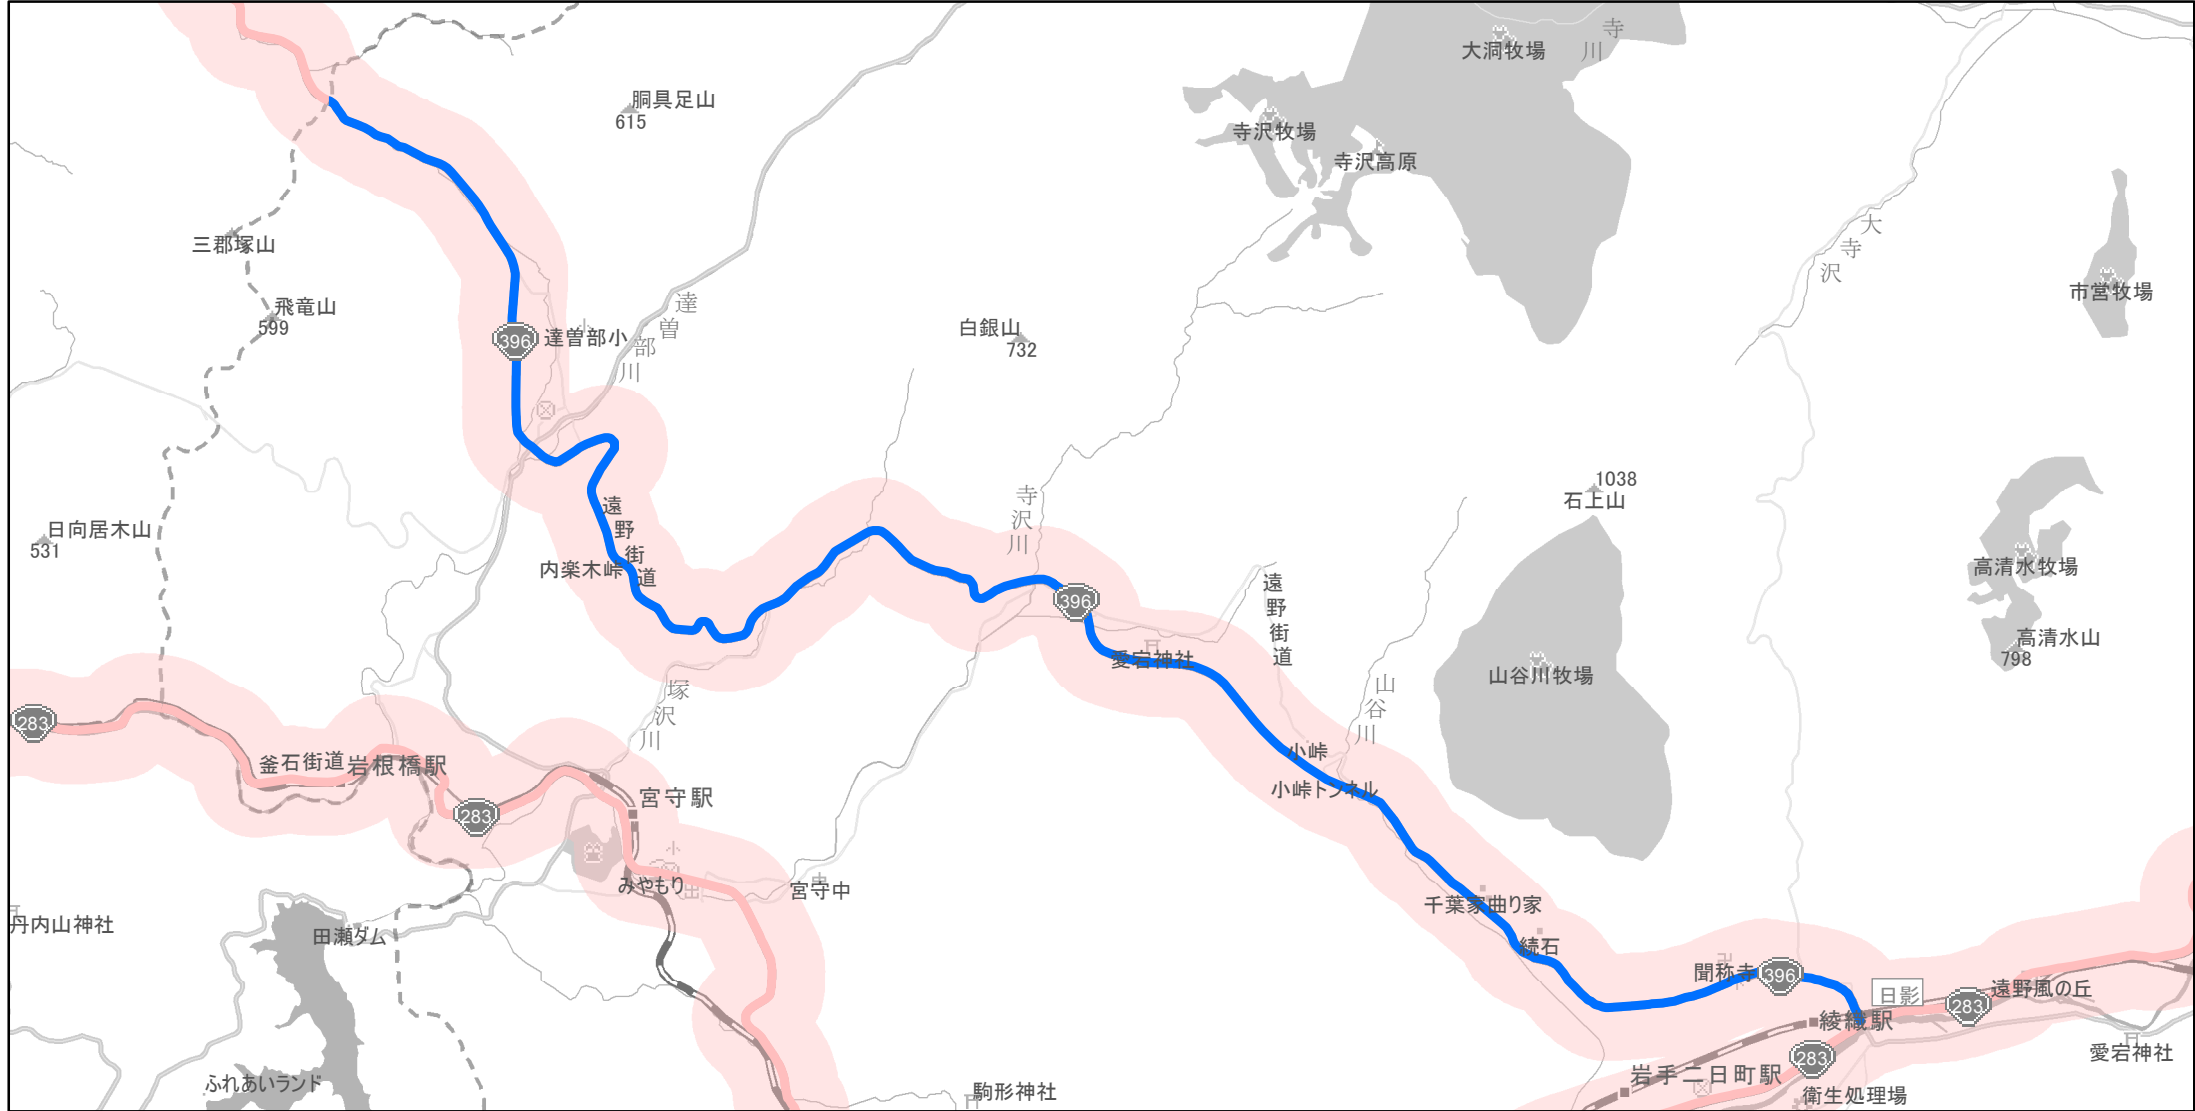 大洞牧場
寺川
胴具足山
615
寺沢牧場
寺沢高原
三郡塚山
大寺沢
飛竜山
599
達曽部川
市営牧場
396
達曽部小
白銀山
732
1038
石上山
日向居木山
531
遠野街道
寺沢川
内楽木峠
高清水牧場
396
遠野街道
高清水山
798
愛宕神社
山谷川牧場
塚沢川
山谷川
283
釜石街道
岩根橋駅
小峠
小峠トンネル
283
宮守駅
みやもり
宮守中
千葉家曲り家
丹内山神社
田瀬ダム
続石
聞称寺
396
日影
283
遠野風の丘
綾織駅
愛宕神社
283
ふれあいランド
駒形神社
岩手二日町駅
衛生処理場